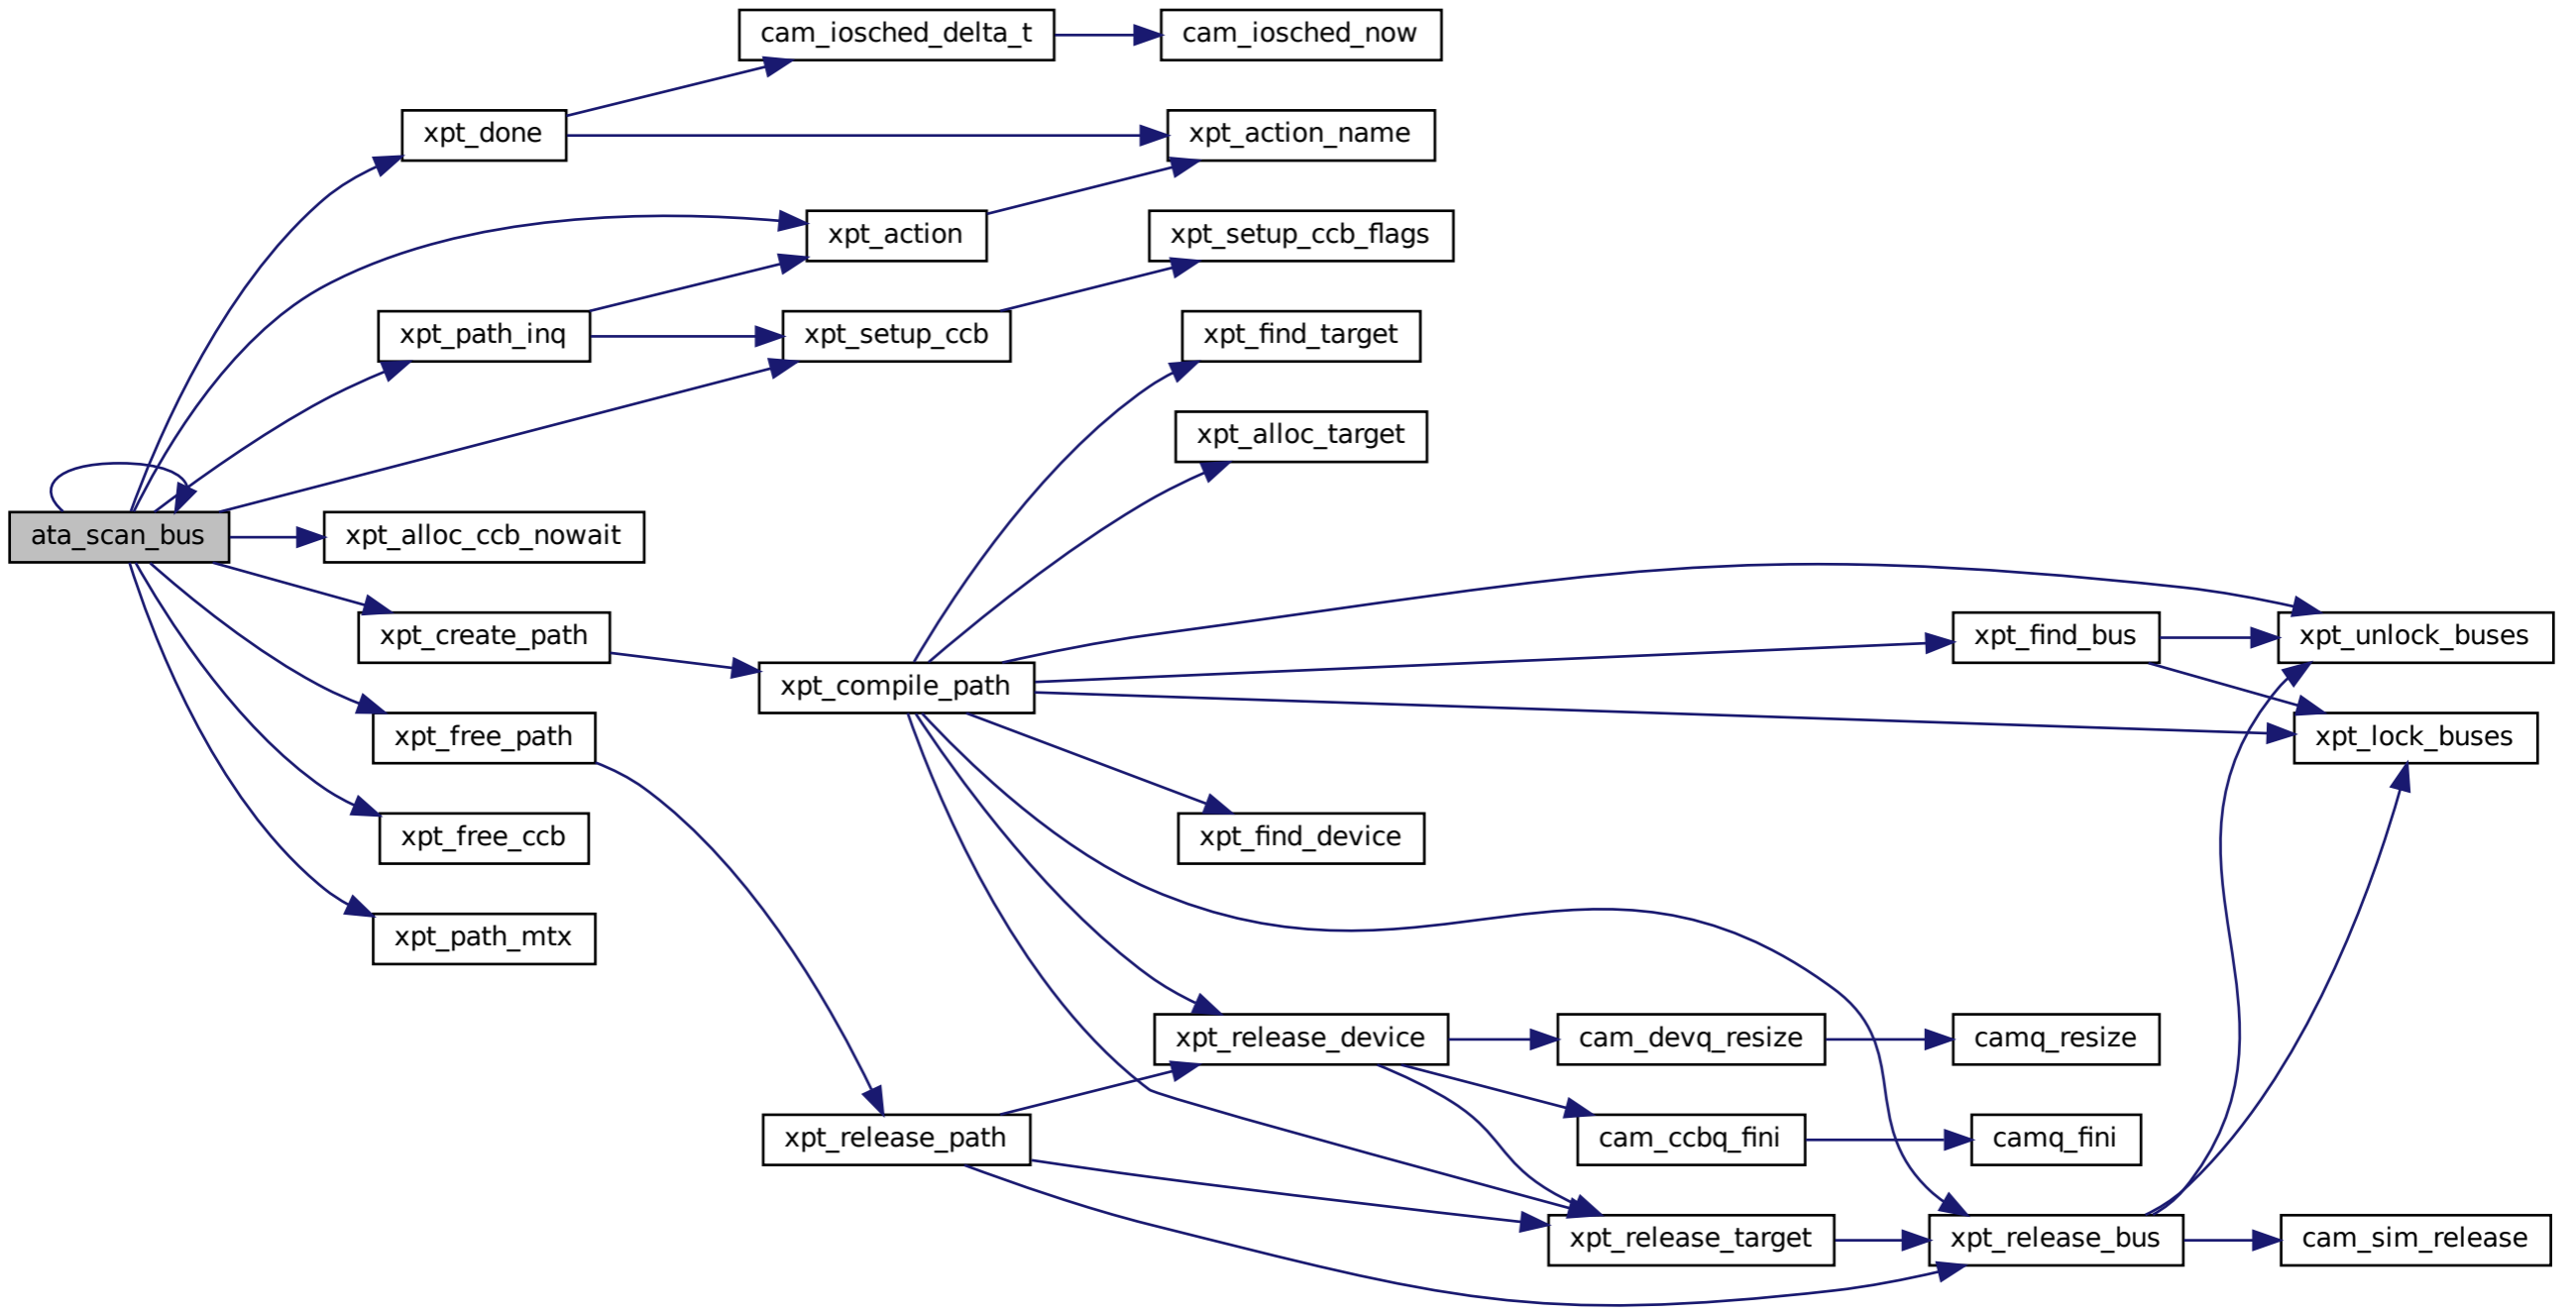 cam_iosched_delta_t
cam_iosched_now
xpt_done
xpt_action_name
xpt_action
xpt_setup_ccb_flags
xpt_path_inq
xpt_setup_ccb
xpt_find_target
xpt_alloc_target
ata_scan_bus
xpt_alloc_ccb_nowait
xpt_create_path
xpt_find_bus
xpt_unlock_buses
xpt_compile_path
xpt_free_path
xpt_lock_buses
xpt_free_ccb
xpt_find_device
xpt_path_mtx
xpt_release_device
cam_devq_resize
camq_resize
xpt_release_path
cam_ccbq_fini
camq_fini
xpt_release_target
xpt_release_bus
cam_sim_release